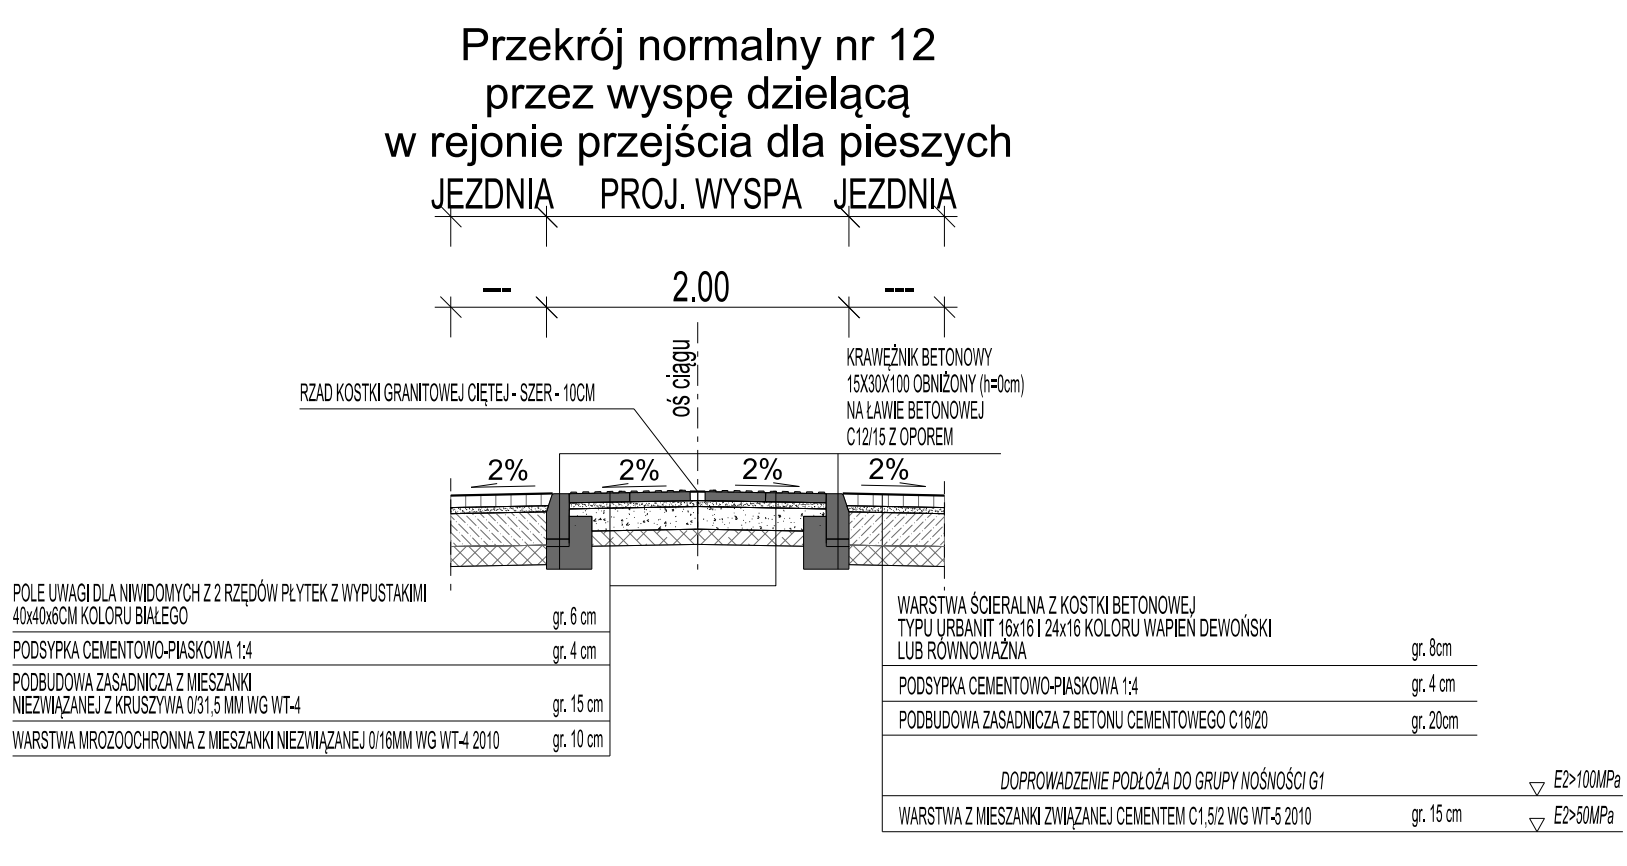 Przekrój normalny nr 12
przez wyspę dzielącą
w rejonie przejścia dla pieszych
JEZDNIA PROJ. WYSPA JEZDNIA
--- 2.00 ---
oś ciągu
KRAWĘŻNIK BETONOWY
15X30X100 OBNIŻONY (h=0cm)
NA ŁAWIE BETONOWEJ
C12/15 Z OPOREM
RZAD KOSTKI GRANITOWEJ CIĘTEJ - SZER - 10CM
2% 2% 2% 2%
POLE UWAGI DLA NIWIDOMYCH Z 2 RZĘDÓW PŁYTEK Z WYPUSTAKIMI
40x40x6CM KOLORU BIAŁEGO gr. 6 cm
PODSYPKA CEMENTOWO-PIASKOWA 1:4 gr. 4 cm
PODBUDOWA ZASADNICZA Z MIESZANKI
NIEZWIĄZANEJ Z KRUSZYWA 0/31,5 MM WG WT-4 gr. 15 cm
WARSTWA MROZOOCHRONNA Z MIESZANKI NIEZWIĄZANEJ 0/16MM WG WT-4 2010 gr. 10 cm
WARSTWA ŚCIERALNA Z KOSTKI BETONOWEJ
TYPU URBANIT 16x16 I 24x16 KOLORU WAPIEŃ DEWOŃSKI
LUB RÓWNOWAŻNA gr. 8cm
PODSYPKA CEMENTOWO-PIASKOWA 1:4 gr. 4 cm
PODBUDOWA ZASADNICZA Z BETONU CEMENTOWEGO C16/20 gr. 20cm
DOPROWADZENIE PODŁOŻA DO GRUPY NOŚNOŚCI G1 E2>100MPa
WARSTWA Z MIESZANKI ZWIĄZANEJ CEMENTEM C1,5/2 WG WT-5 2010 gr. 15 cm E2>50MPa